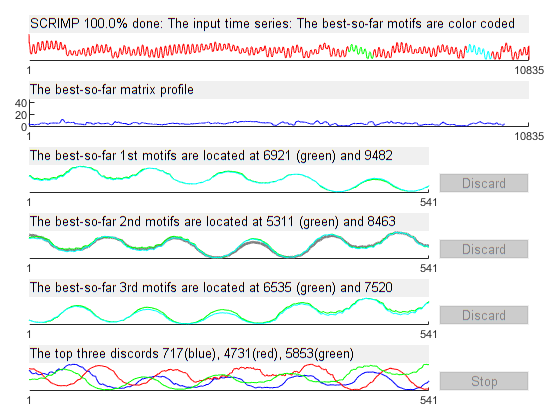 SCRIMP 100.0% done: The input time series: The best-so-far motifs are color coded
1 10835
The best-so-far matrix profile
40
20
0
1 10835
The best-so-far 1st motifs are located at 6921 (green) and 9482
Discard
1 541
The best-so-far 2nd motifs are located at 5311 (green) and 8463
Discard
1 541
The best-so-far 3rd motifs are located at 6535 (green) and 7520
Discard
1 541
The top three discords 717(blue), 4731(red), 5853(green)
Stop
1 541